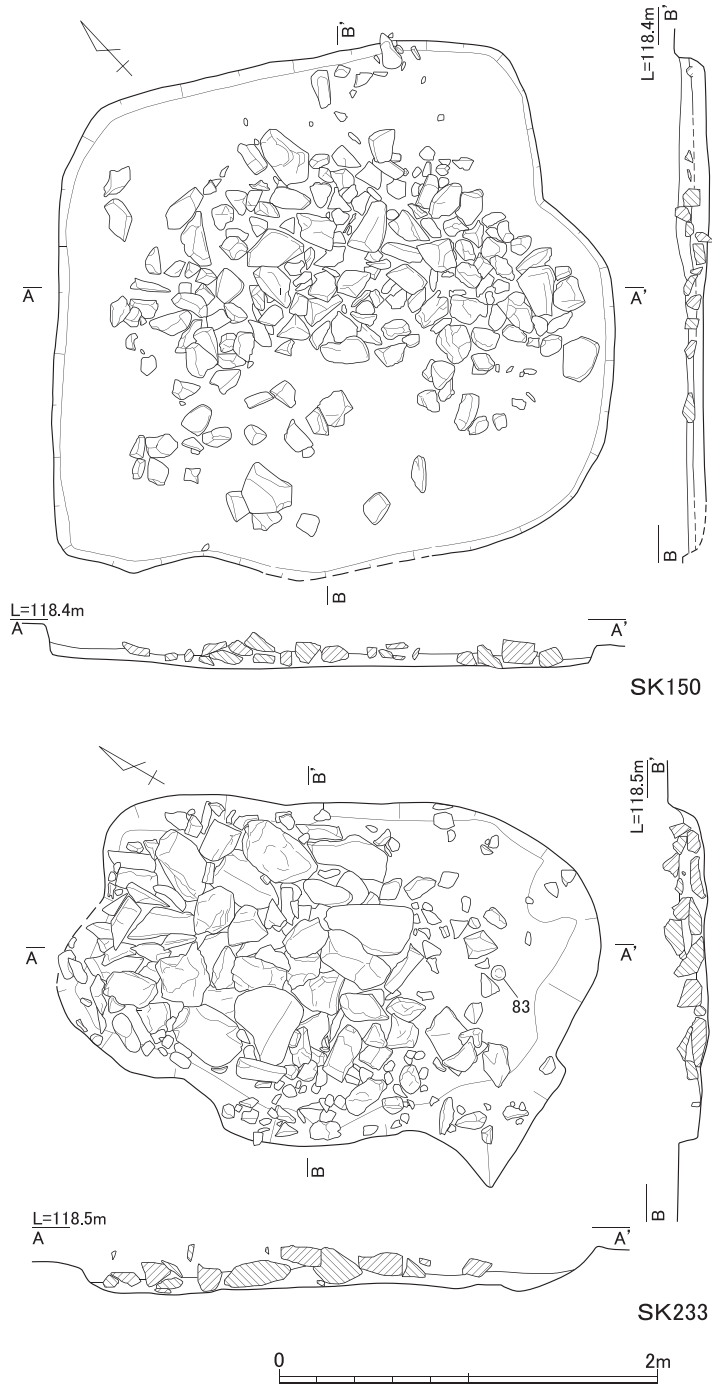 B'
L=118.4m
B'
A
A'
B
B
L=118.4m
A
A'
SK150
B'
L=118.5m
B'
A
A'
83
B
B
L=118.5m
A
A'
SK233
0
2m